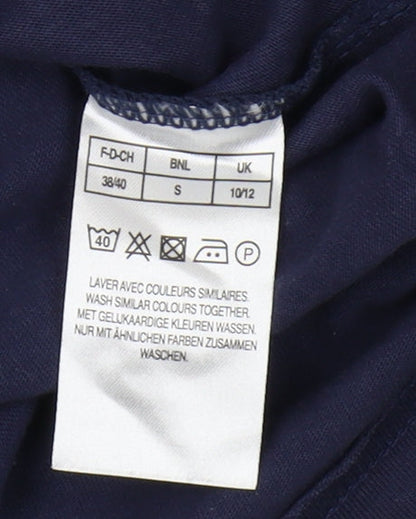 F-D-CH BNL UK
38/40 S 10/12
40 P
LAVER AVEC COULEURS SIMILAIRES.
WASH SIMILAR COLOURS TOGETHER.
MET GELIJKAARDIGE KLEUREN WASSEN.
NUR MIT ÄHNLICHEN FARBEN ZUSAMMEN
WASCHEN.